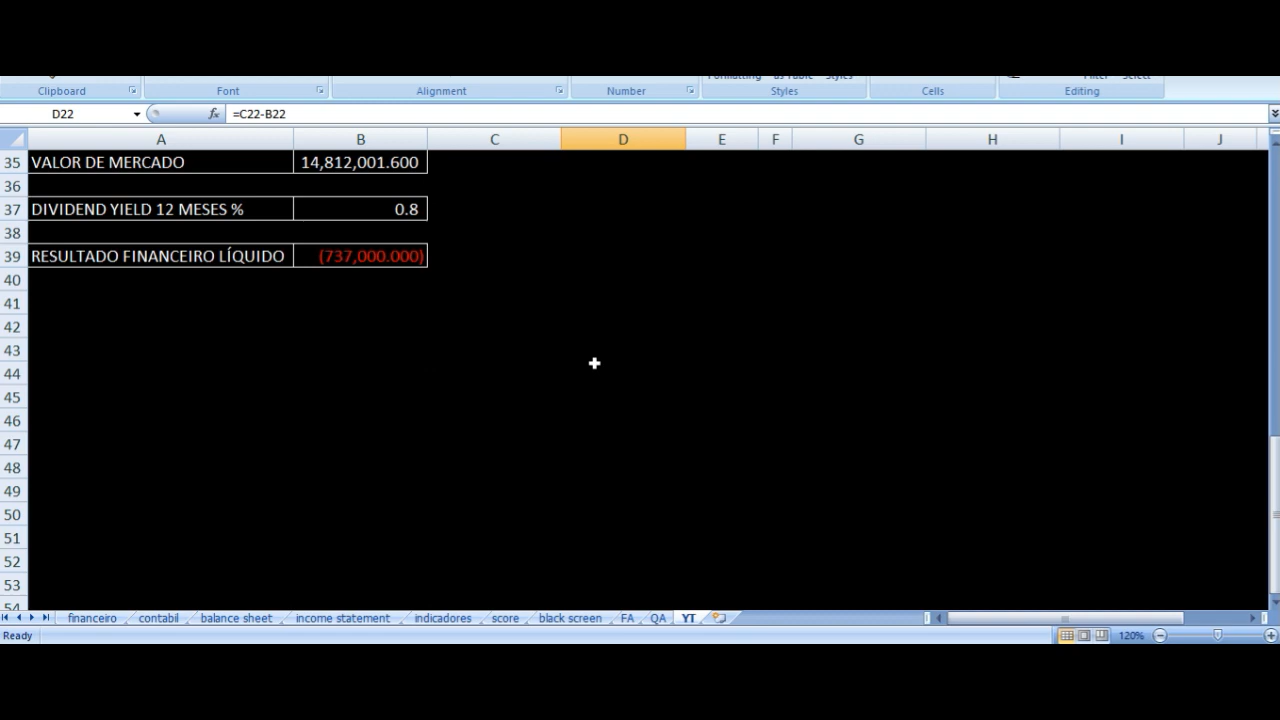 Clipboard Font Alignment Number Styles Cells Editing
D22 fx =C22-B22
A B C D E F G H I J
35 VALOR DE MERCADO 14,812,001.600
36
37 DIVIDEND YIELD 12 MESES % 0.8
38
39 RESULTADO FINANCEIRO LÍQUIDO (737,000.000)
40
41
42
43
44
45
46
47
48
49
50
51
52
53
54
financeiro contabil balance sheet income statement indicadores score black screen FA QA YT
Ready 120%